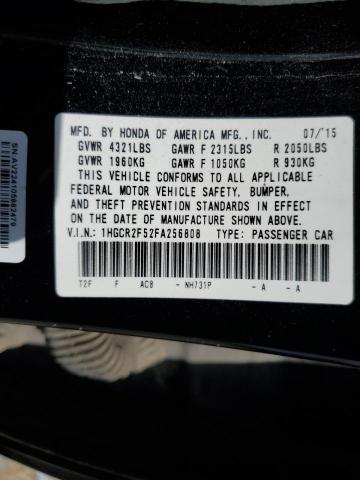 MFD. BY HONDA OF AMERICA MFG., INC. 07/'15
GVWR 4321LBS GAWR F 2315LBS R 2050LBS
GVWR 1960KG GAWR F 1050KG R 930KG
THIS VEHICLE CONFORMS TO ALL APPLICABLE
FEDERAL MOTOR VEHICLE SAFETY, BUMPER,
AND THEFT PREVENTION STANDARDS IN EFFECT
ON THE DATE OF MANUFACTURE SHOWN ABOVE.
V.I.N.: 1HGCR2F52FA256808 TYPE: PASSENGER CAR
T2F F AC8 - NH731P - A - A